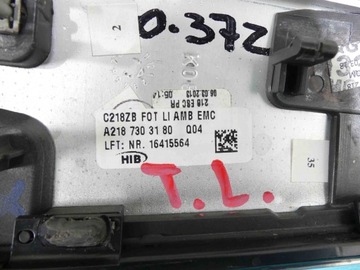 0.372
2
C218ZB FOT LI AMB EMC
A218 730 31 80 Q04
LFT: NR. 16415564
HIB
35
T.L.